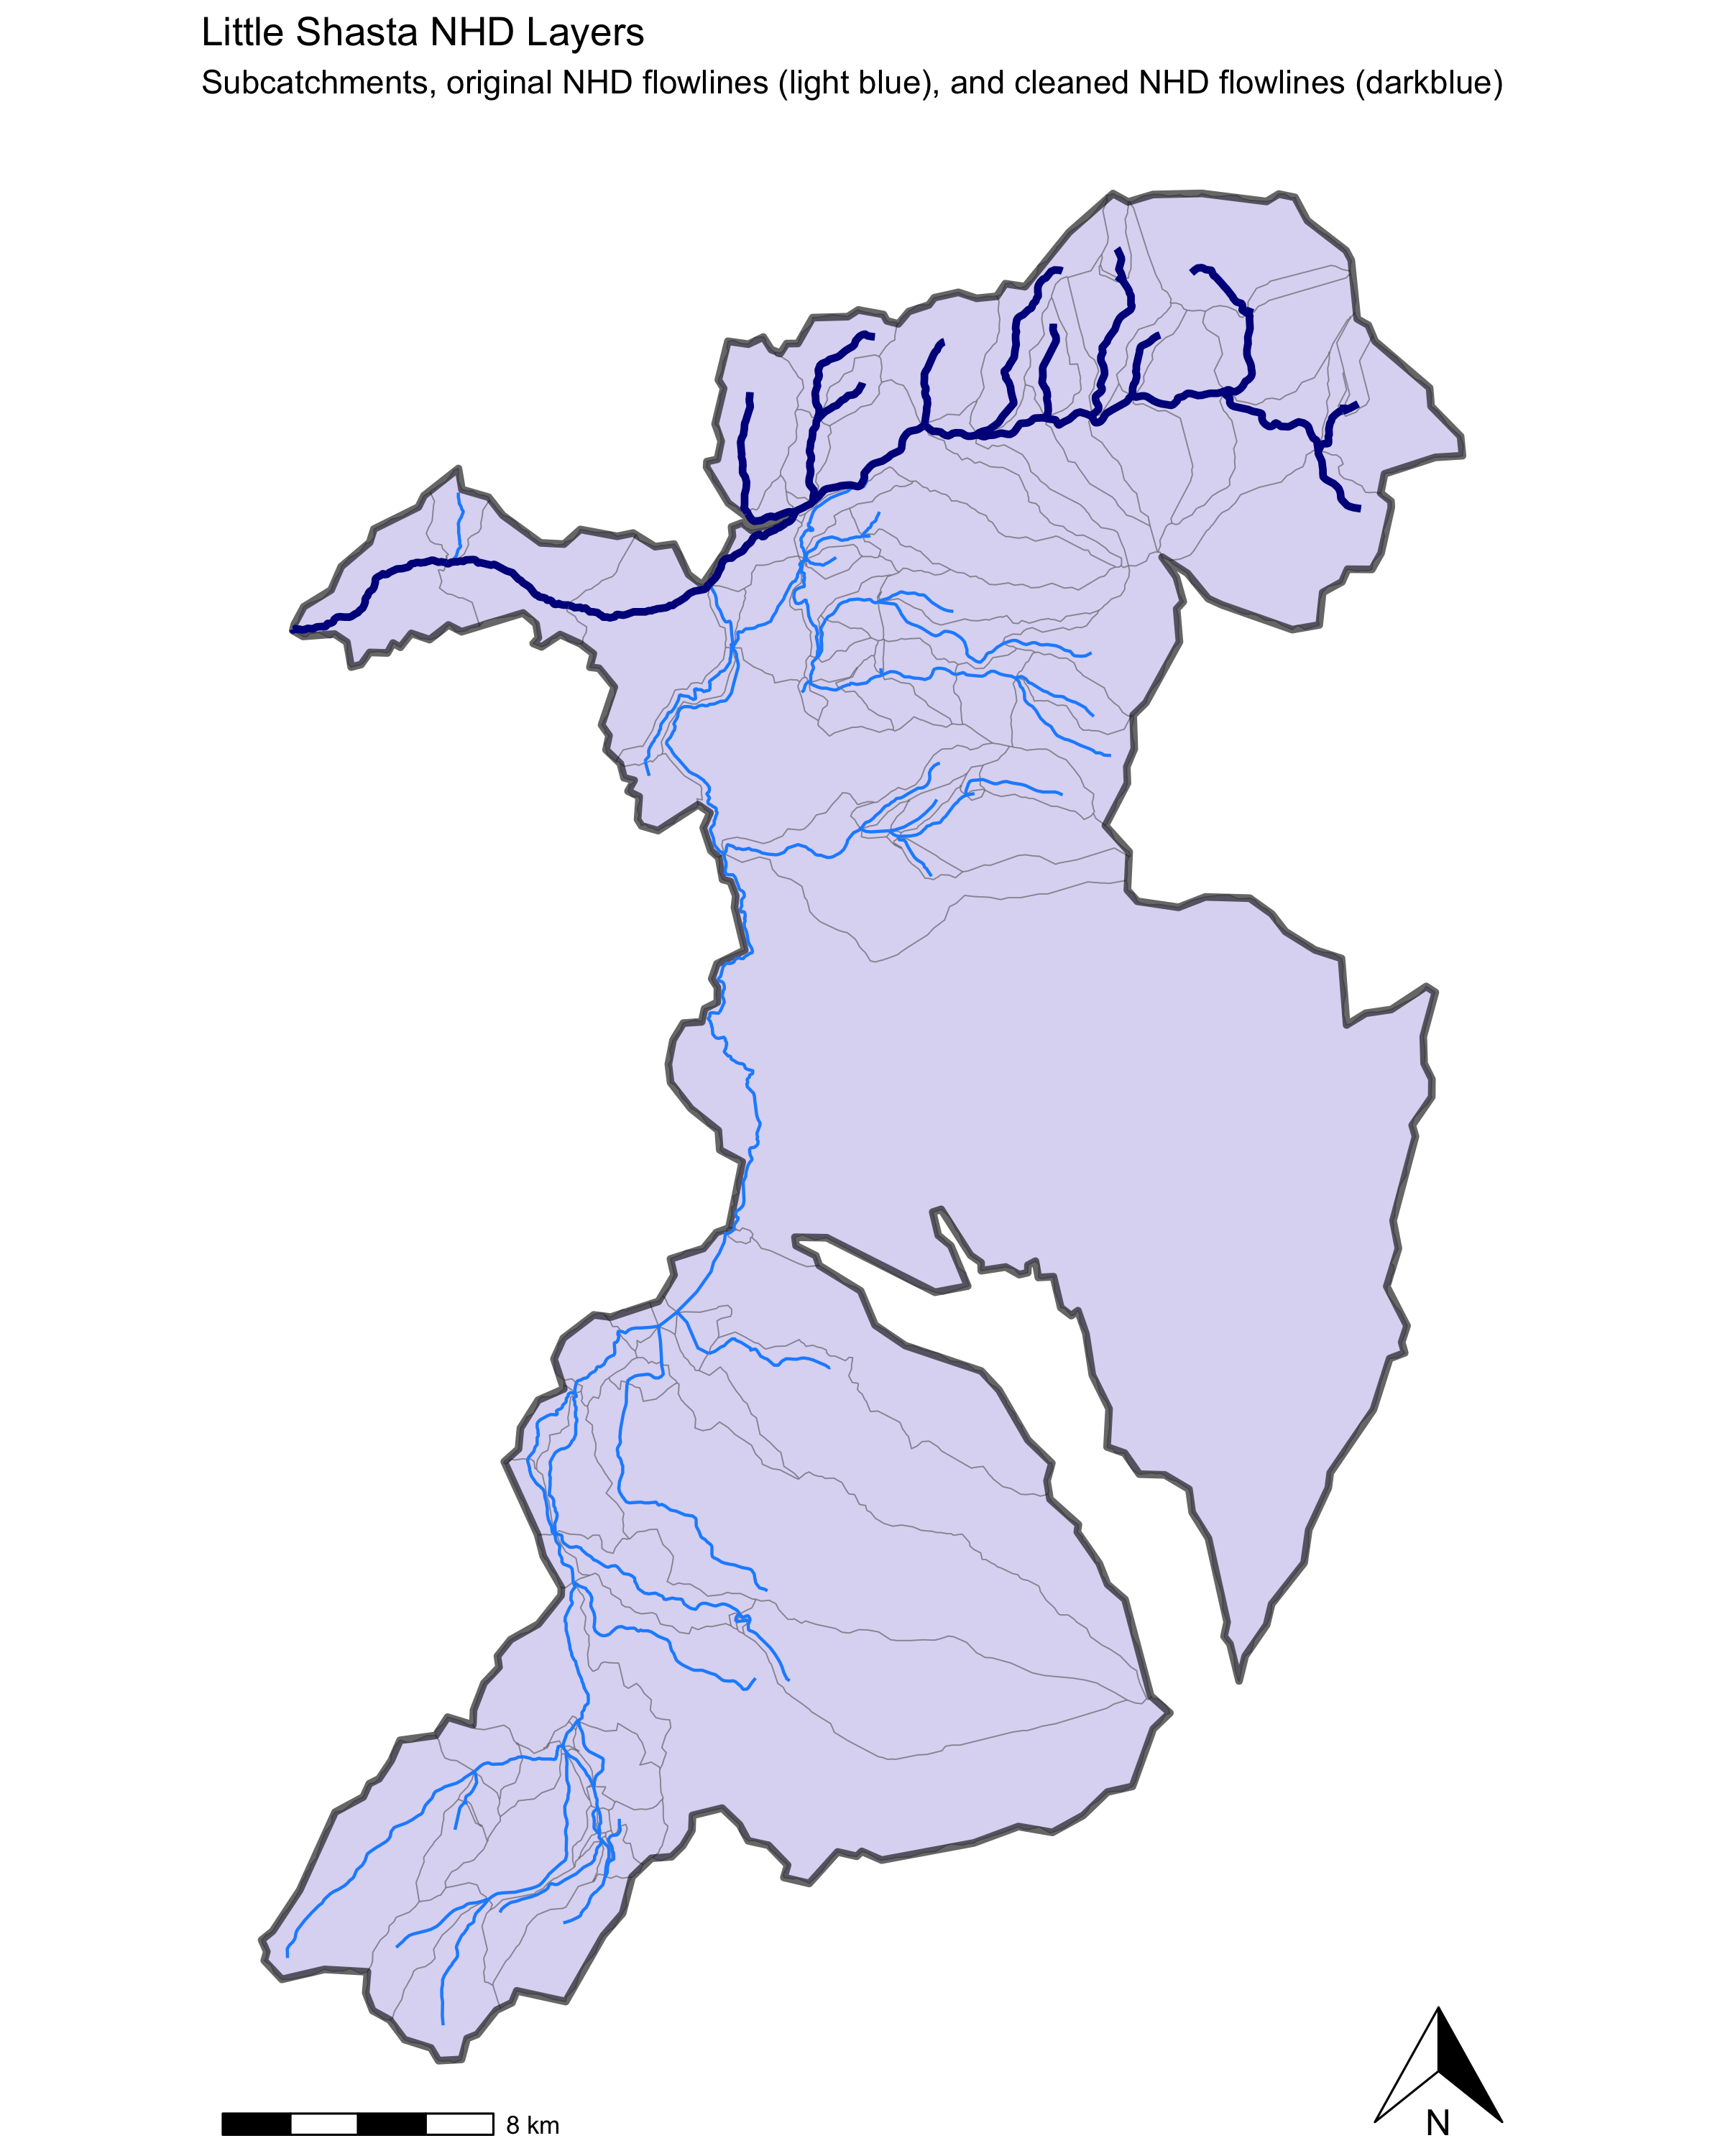 Little Shasta NHD Layers
Subcatchments, original NHD flowlines (light blue), and cleaned NHD flowlines (darkblue)
8 km
N